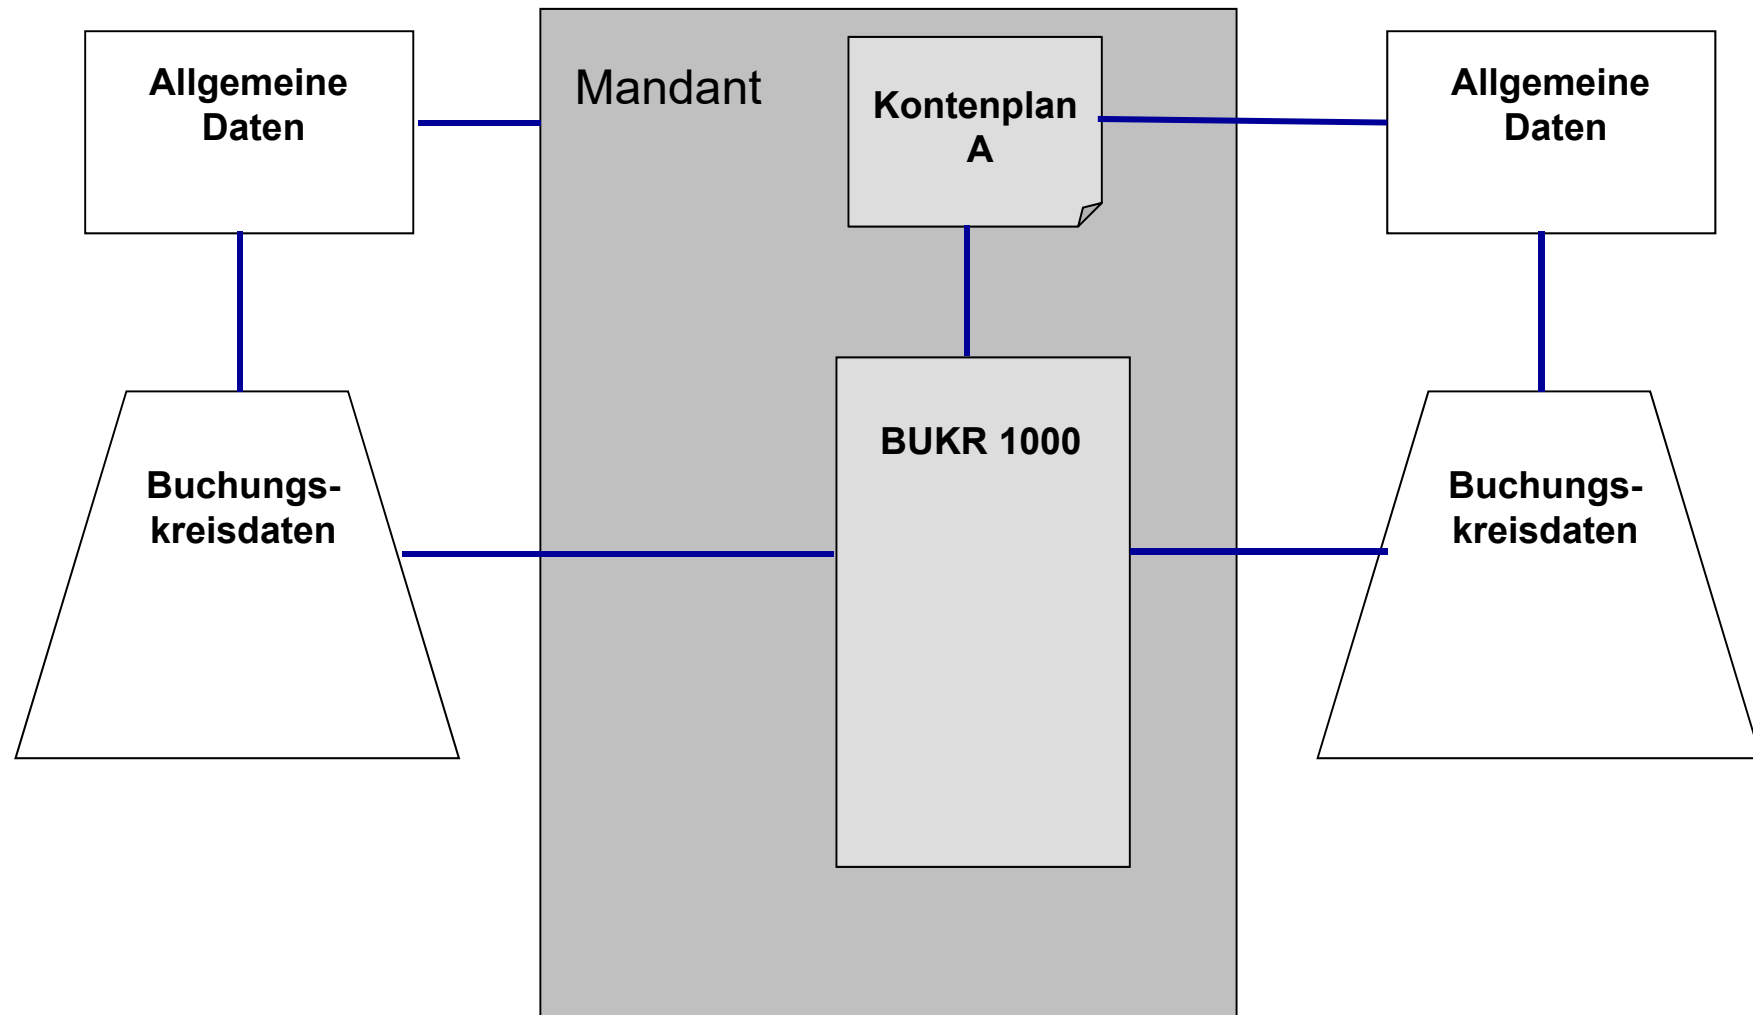 Allgemeine
Daten
Mandant
Kontenplan
A
Allgemeine
Daten
Buchungs-
kreisdaten
BUKR 1000
Buchungs-
kreisdaten